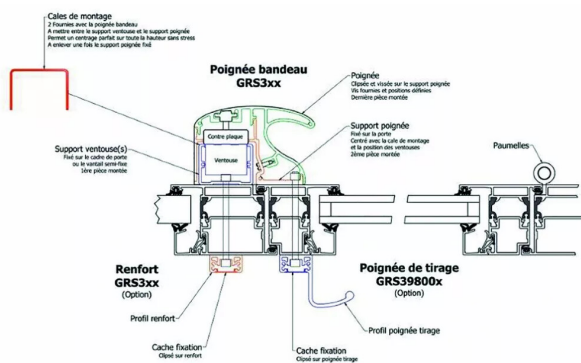 Cales de montage
2 Fournies avec la poignée bandeau
A mettre entre le support ventouse et le support poignée
Permet un centrage parfait sur toute la hauteur sans stress
A enlever une fois le support poignée fixé
Poignée bandeau
GRS3xx
Poignée
Clipsée et vissée sur le support poignée
Vis fournies et positions définies
Dernière pièce montée
Contre plaque
Ventouse
Support ventouse(s)
Fixé sur le cadre de porte
ou le vantail semi-fixe
1ère pièce montée
Support poignée
Fixé sur la porte
Centré avec la cale de montage
et la position des ventouses
2ème pièce montée
Paumelles
Renfort
GRS3xx
(Option)
Profil renfort
Cache fixation
Clipsé sur renfort
Poignée de tirage
GRS39800x
(Option)
Profil poignée tirage
Cache fixation
Clipsé sur poignée tirage